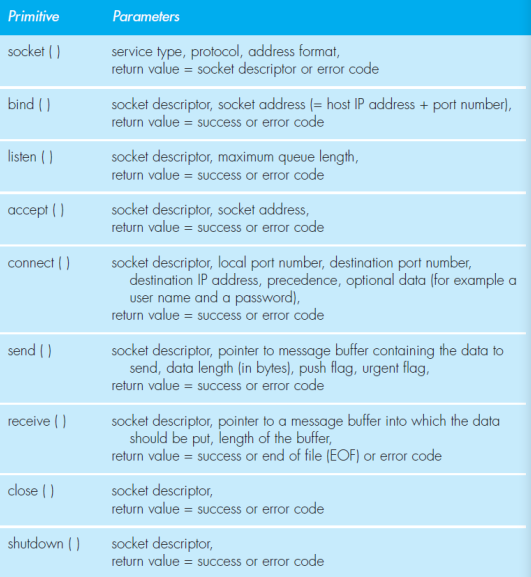 Primitive Parameters
socket ( ) service type, protocol, address format,
return value = socket descriptor or error code
bind ( ) socket descriptor, socket address (= host IP address + port number),
return value = success or error code
listen ( ) socket descriptor, maximum queue length,
return value = success or error code
accept ( ) socket descriptor, socket address,
return value = success or error code
connect ( ) socket descriptor, local port number, destination port number,
destination IP address, precedence, optional data (for example a
user name and a password),
return value = success or error code
send ( ) socket descriptor, pointer to message buffer containing the data to
send, data length (in bytes), push flag, urgent flag,
return value = success or error code
receive ( ) socket descriptor, pointer to a message buffer into which the data
should be put, length of the buffer,
return value = success or end of file (EOF) or error code
close ( ) socket descriptor,
return value = success or error code
shutdown ( ) socket descriptor,
return value = success or error code